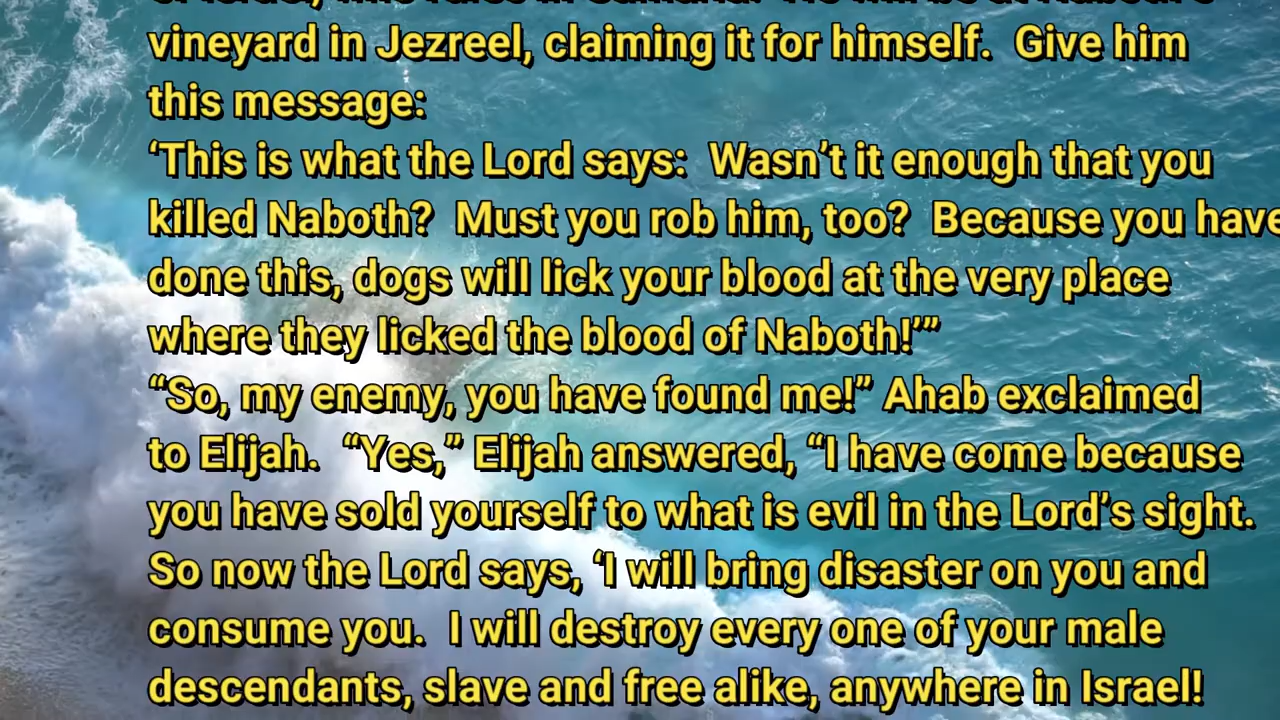 vineyard in Jezreel, claiming it for himself.  Give him
this message:
‘This is what the Lord says:  Wasn’t it enough that you
killed Naboth?  Must you rob him, too?  Because you have
done this, dogs will lick your blood at the very place
where they licked the blood of Naboth!’”
“So, my enemy, you have found me!” Ahab exclaimed
to Elijah.  “Yes,” Elijah answered, “I have come because
you have sold yourself to what is evil in the Lord’s sight.
So now the Lord says, ‘I will bring disaster on you and
consume you.  I will destroy every one of your male
descendants, slave and free alike, anywhere in Israel!